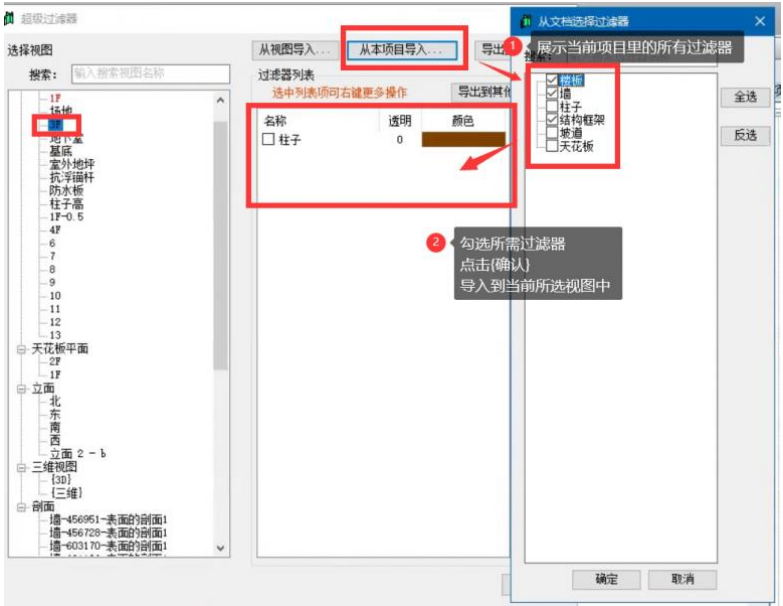 超级过滤器
选择视图
搜索：
输入搜索视图名称
1F
场地
3F
地下室
基底
室外地坪
抗浮锚杆
防水板
柱子高
1F-0.5
4F
6
7
8
9
10
11
12
13
天花板平面
2F
1F
立面
北
东
南
西
立面 2 - b
三维视图
{3D}
{三维}
剖面
墙-456951-表面的剖面1
墙-456728-表面的剖面1
墙-603170-表面的剖面1
从视图导入...
从本项目导入...
导出
过滤器列表
选中列表项可右键更多操作
导出到其他
名称 透明 颜色
柱子 0
从文档选择过滤器
1 展示当前项目里的所有过滤器
搜索：
楼板
墙
柱子
结构框架
坡道
天花板
全选
反选
2 勾选所需过滤器
点击{确认}
导入到当前所选视图中
确定
取消